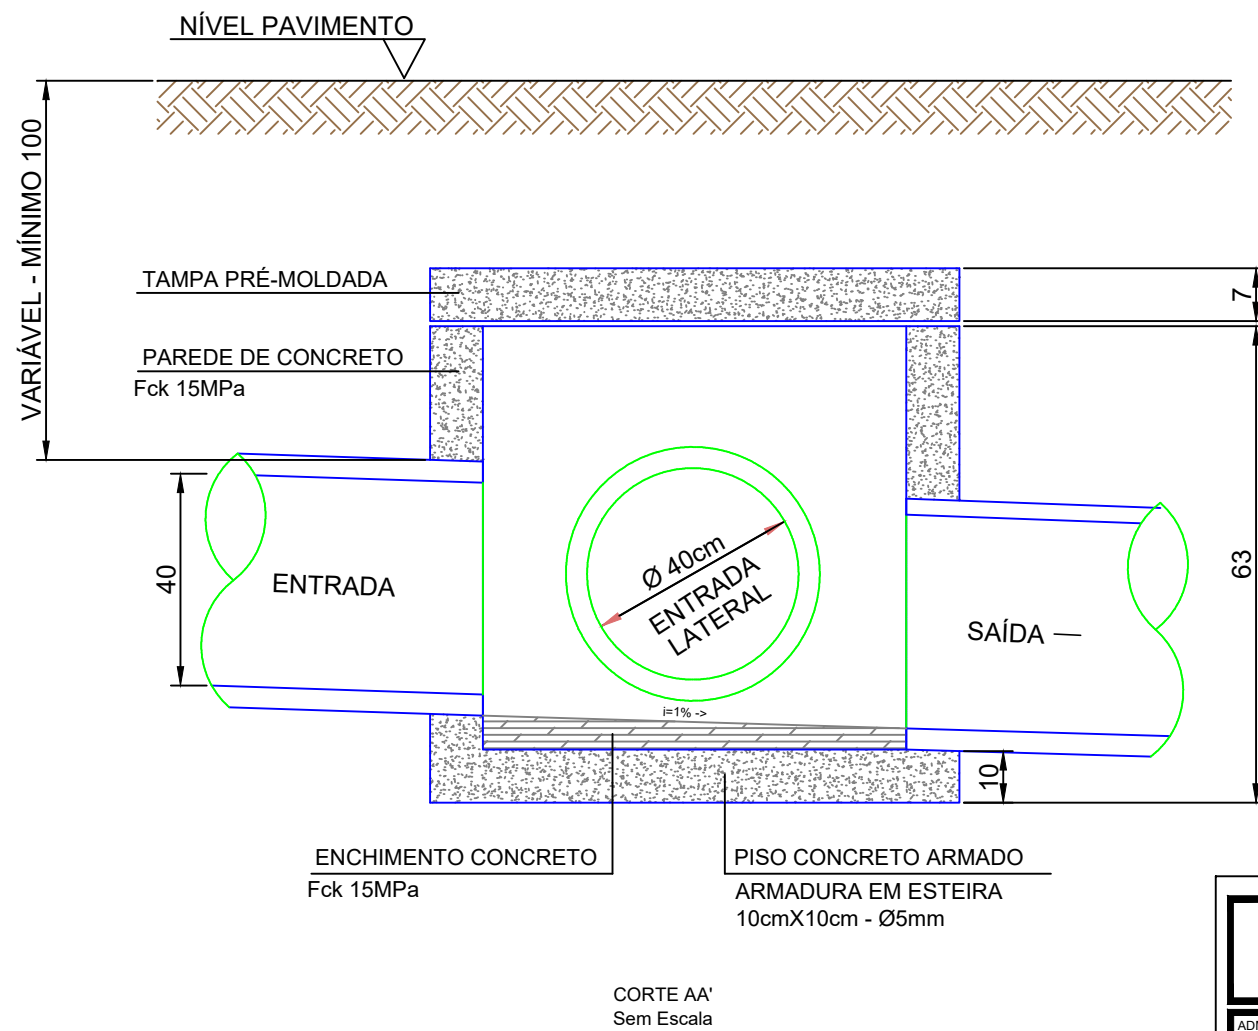 NÍVEL PAVIMENTO
VARIÁVEL - MÍNIMO 100
TAMPA PRÉ-MOLDADA
7
PAREDE DE CONCRETO
Fck 15MPa
40
ENTRADA
Ø 40cm
ENTRADA
LATERAL
SAÍDA
63
i=1% ->
10
ENCHIMENTO CONCRETO
Fck 15MPa
PISO CONCRETO ARMADO
ARMADURA EM ESTEIRA
10cmX10cm - Ø5mm
CORTE AA'
Sem Escala